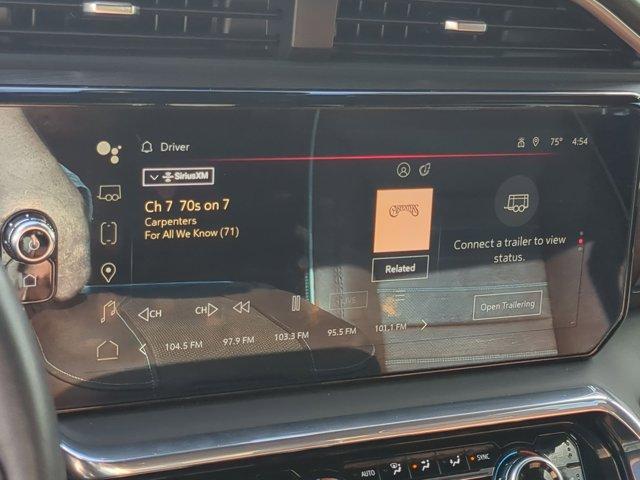 Driver
75° 4:54
SiriusXM
Ch 7 70s on 7
Carpenters
For All We Know (71)
Carpenters
Related
Connect a trailer to view
status.
Open Trailering
CH CH
LIVE
104.5 FM 97.9 FM 103.3 FM 95.5 FM 101.1 FM
AUTO SYNC